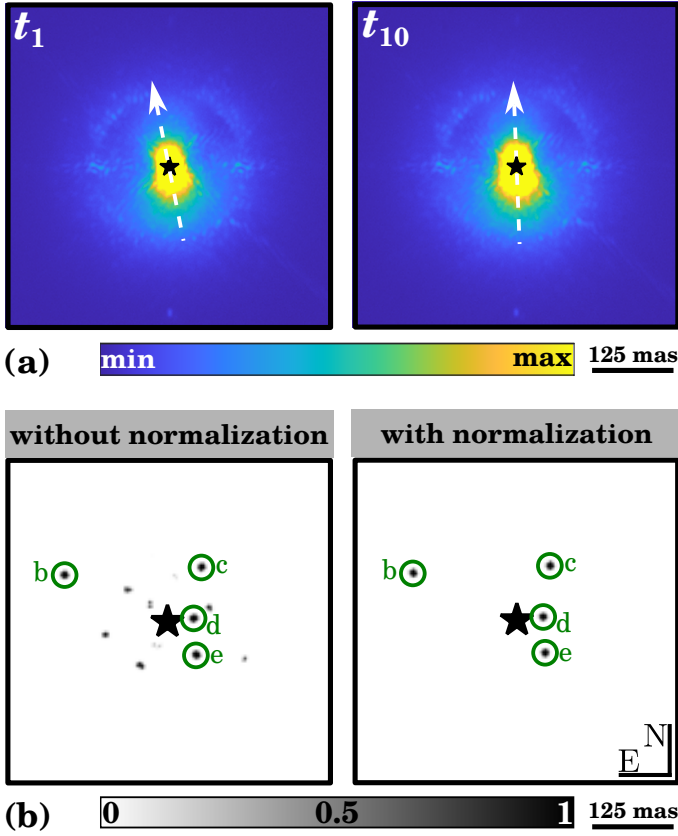 t1
t10
(a)
min
max
125 mas
without normalization
with normalization
b
c
d
e
b
c
d
e
N
E
(b)
0
0.5
1
125 mas